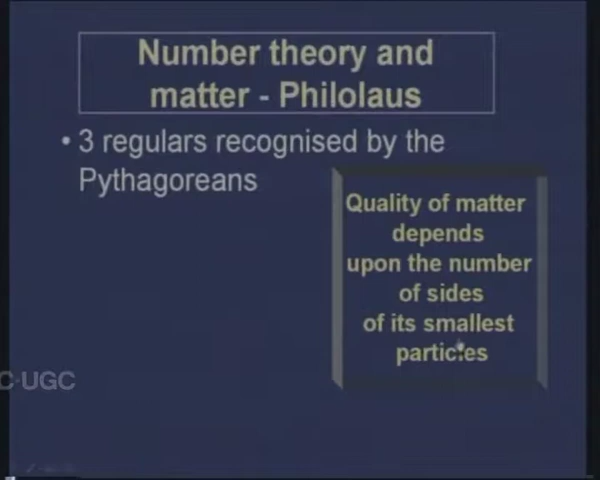 Number theory and
matter - Philolaus
• 3 regulars recognised by the
Pythagoreans
Quality of matter
depends
upon the number
of sides
of its smallest
particles
C-UGC